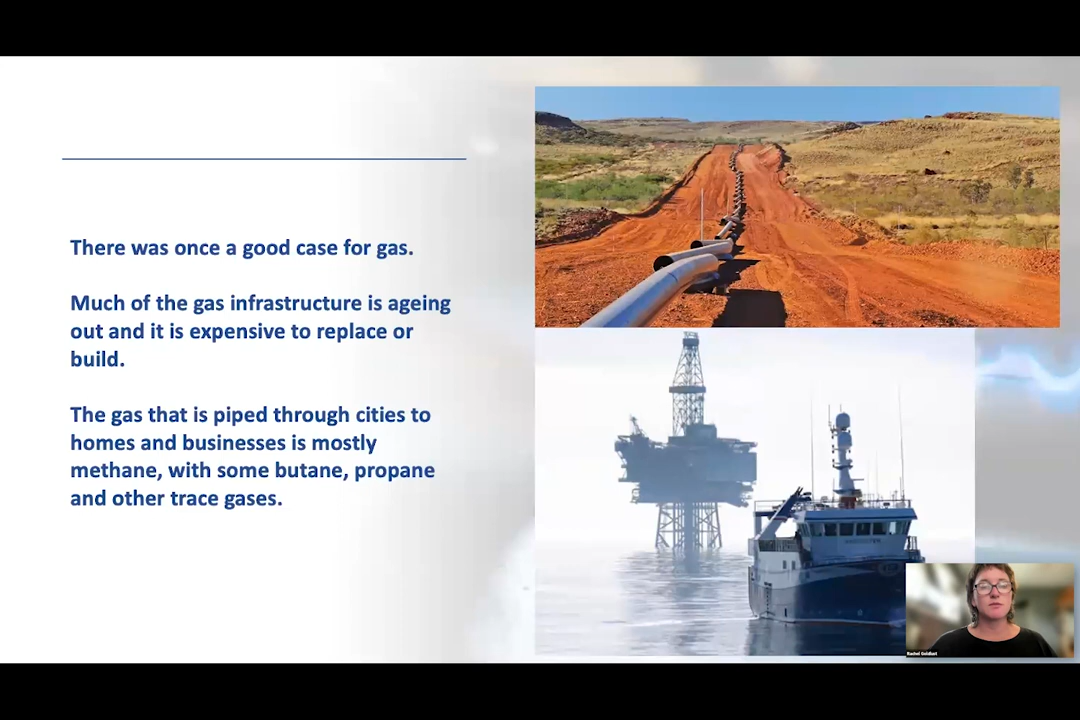 There was once a good case for gas.
Much of the gas infrastructure is ageing
out and it is expensive to replace or
build.
The gas that is piped through cities to
homes and businesses is mostly
methane, with some butane, propane
and other trace gases.
Rachel